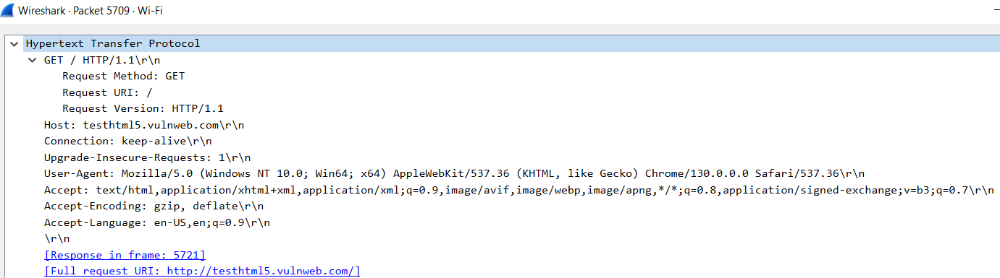 Wireshark · Packet 5709 · Wi-Fi
Hypertext Transfer Protocol
GET / HTTP/1.1\r\n
Request Method: GET
Request URI: /
Request Version: HTTP/1.1
Host: testhtml5.vulnweb.com\r\n
Connection: keep-alive\r\n
Upgrade-Insecure-Requests: 1\r\n
User-Agent: Mozilla/5.0 (Windows NT 10.0; Win64; x64) AppleWebKit/537.36 (KHTML, like Gecko) Chrome/130.0.0.0 Safari/537.36\r\n
Accept: text/html,application/xhtml+xml,application/xml;q=0.9,image/avif,image/webp,image/apng,*/*;q=0.8,application/signed-exchange;v=b3;q=0.7\r\n
Accept-Encoding: gzip, deflate\r\n
Accept-Language: en-US,en;q=0.9\r\n
\r\n
[Response in frame: 5721]
[Full request URI: http://testhtml5.vulnweb.com/]